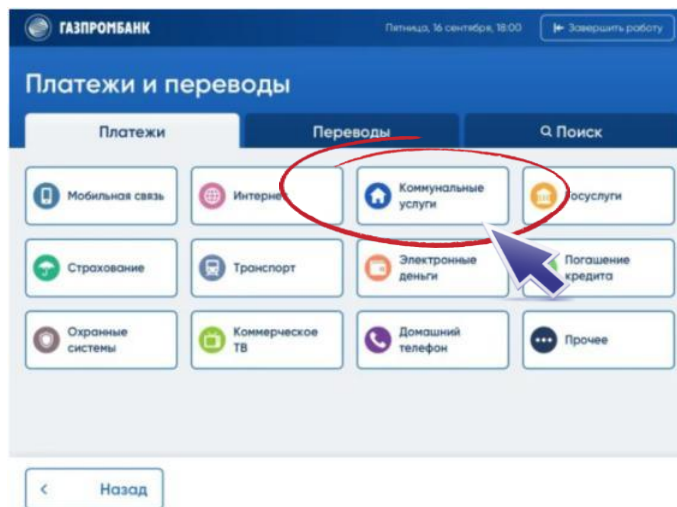 ГАЗПРОМБАНК
Пятница, 16 сентября, 18:00
Завершить работу
Платежи и переводы
Платежи
Переводы
Поиск
Мобильная связь
Интернет
Коммунальные
услуги
Госуслуги
Страхование
Транспорт
Электронные
деньги
Погашение
кредита
Охранные
системы
Коммерческое
ТВ
Домашний
телефон
Прочее
< Назад